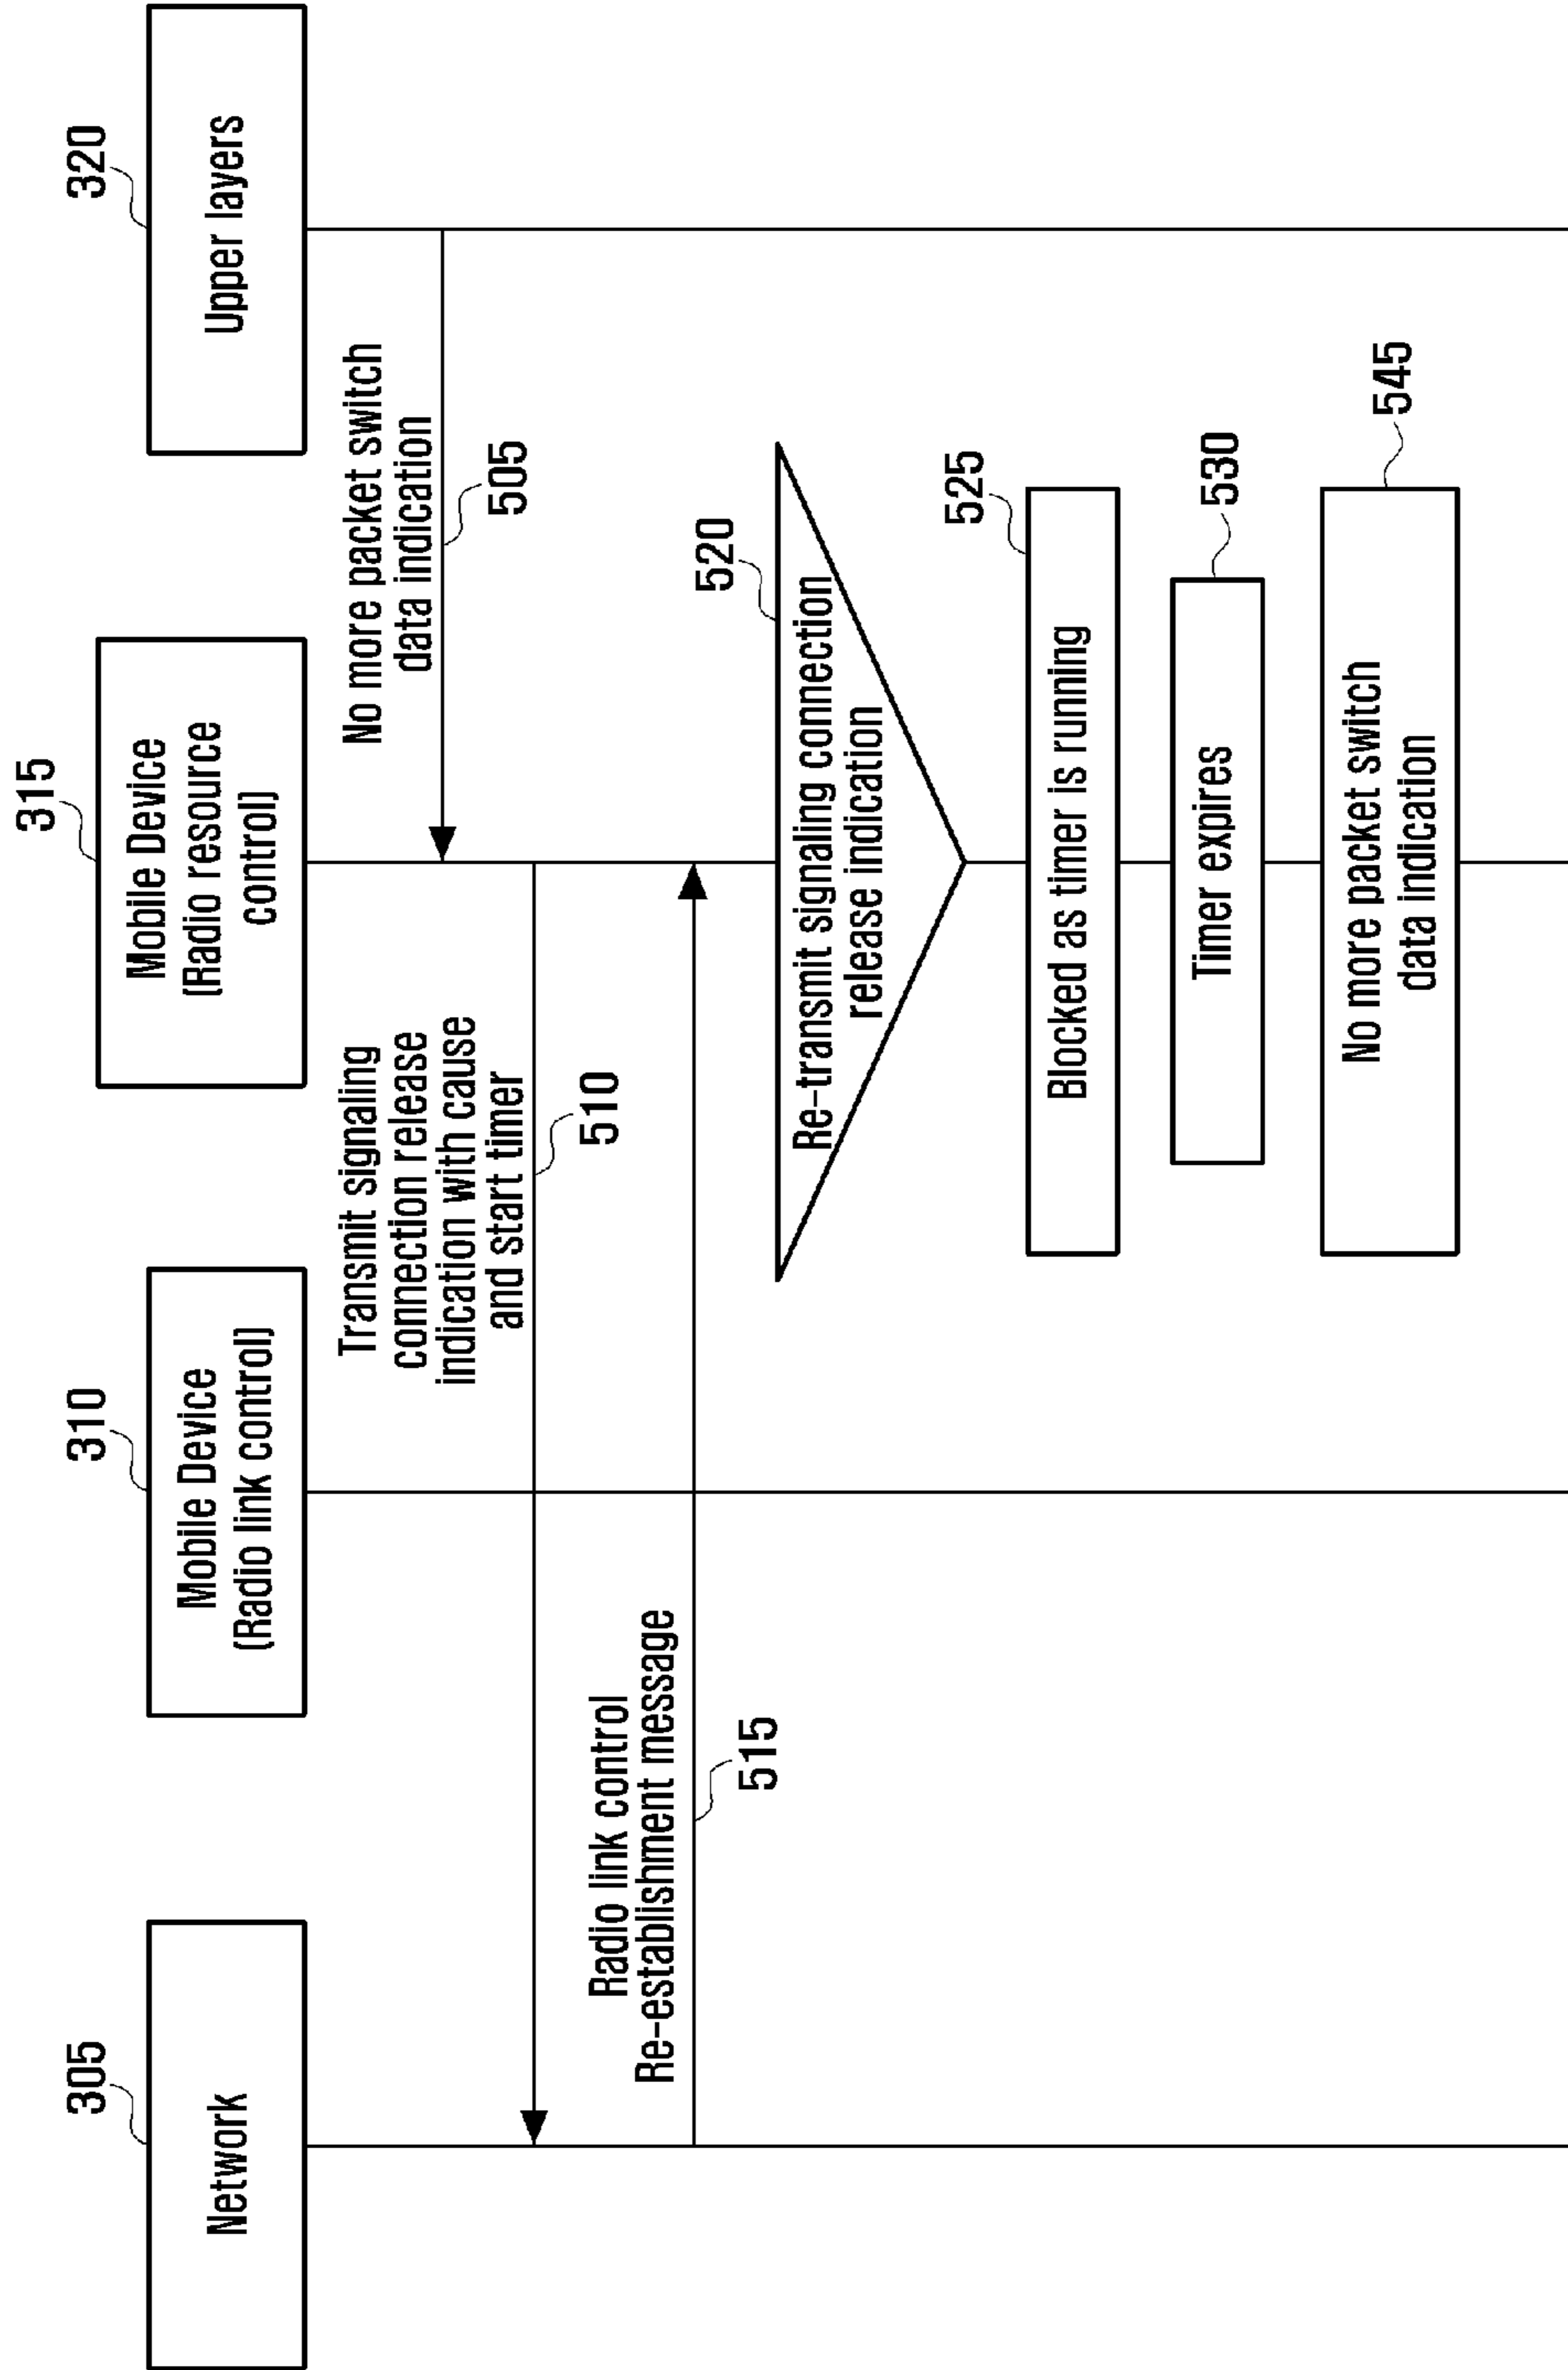 305
Network
310
Mobile Device
(Radio link control)
315
Mobile Device
(Radio resource
control)
320
Upper layers
No more packet switch
data indication
505
Transmit signaling
connection release
indication with cause
and start timer
510
Radio link control
Re-establishment message
515
520
Re-transmit signaling connection
release indication
525
Blocked as timer is running
530
Timer expires
545
No more packet switch
data indication